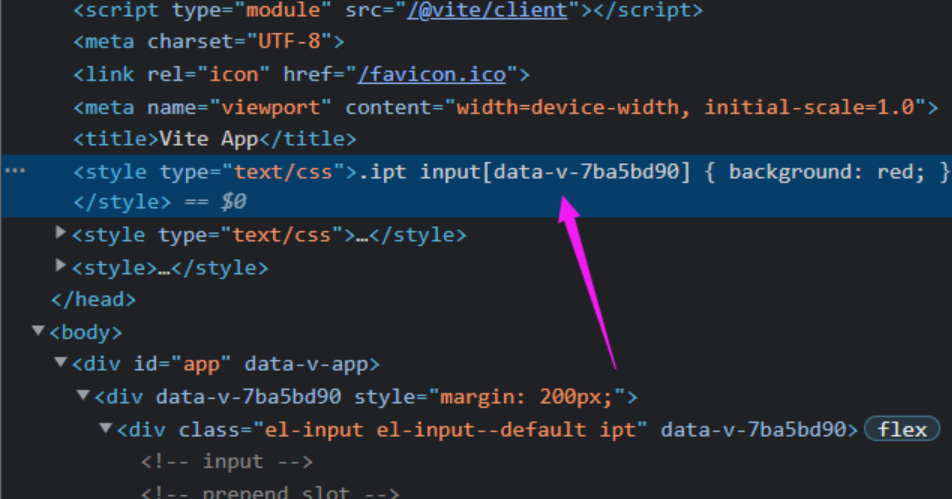 <script type="module" src="/@vite/client"></script>
<meta charset="UTF-8">
<link rel="icon" href="/favicon.ico">
<meta name="viewport" content="width=device-width, initial-scale=1.0">
<title>Vite App</title>
<style type="text/css">.ipt input[data-v-7ba5bd90] { background: red; }
</style> == $0
<style type="text/css">…</style>
<style>…</style>
</head>
<body>
<div id="app" data-v-app>
<div data-v-7ba5bd90 style="margin: 200px;">
<div class="el-input el-input--default ipt" data-v-7ba5bd90> flex
<!-- input -->
<!-- prepend slot -->